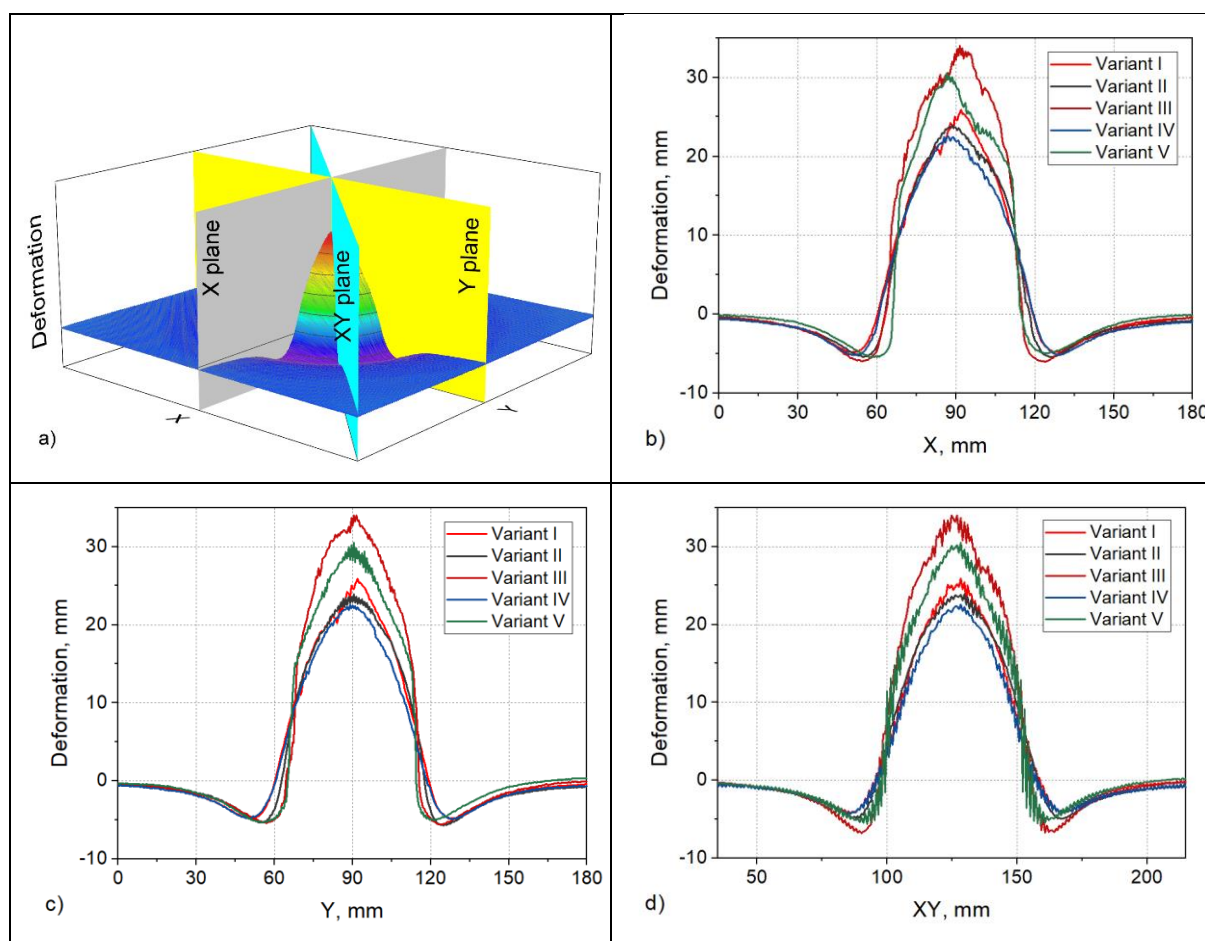 Deformation
X plane
XY plane
Y plane
X
Y
a)
Deformation, mm
30
20
10
0
-10
Variant I
Variant II
Variant III
Variant IV
Variant V
0 30 60 90 120 150 180
X, mm
b)
Deformation, mm
30
20
10
0
-10
Variant I
Variant II
Variant III
Variant IV
Variant V
0 30 60 90 120 150 180
Y, mm
c)
Deformation, mm
30
20
10
0
-10
Variant I
Variant II
Variant III
Variant IV
Variant V
50 100 150 200
XY, mm
d)